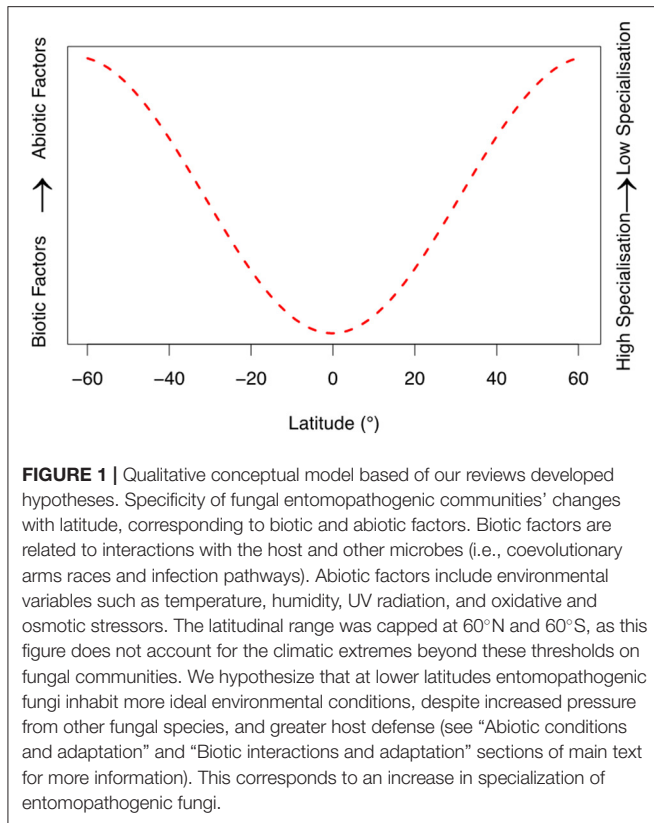 Biotic Factors → Abiotic Factors
High Specialisation→Low Specialisation
−60 −40 −20 0 20 40 60
Latitude (°)
FIGURE 1 | Qualitative conceptual model based of our reviews developed
hypotheses. Specificity of fungal entomopathogenic communities' changes
with latitude, corresponding to biotic and abiotic factors. Biotic factors are
related to interactions with the host and other microbes (i.e., coevolutionary
arms races and infection pathways). Abiotic factors include environmental
variables such as temperature, humidity, UV radiation, and oxidative and
osmotic stressors. The latitudinal range was capped at 60°N and 60°S, as this
figure does not account for the climatic extremes beyond these thresholds on
fungal communities. We hypothesize that at lower latitudes entomopathogenic
fungi inhabit more ideal environmental conditions, despite increased pressure
from other fungal species, and greater host defense (see “Abiotic conditions
and adaptation” and “Biotic interactions and adaptation” sections of main text
for more information). This corresponds to an increase in specialization of
entomopathogenic fungi.